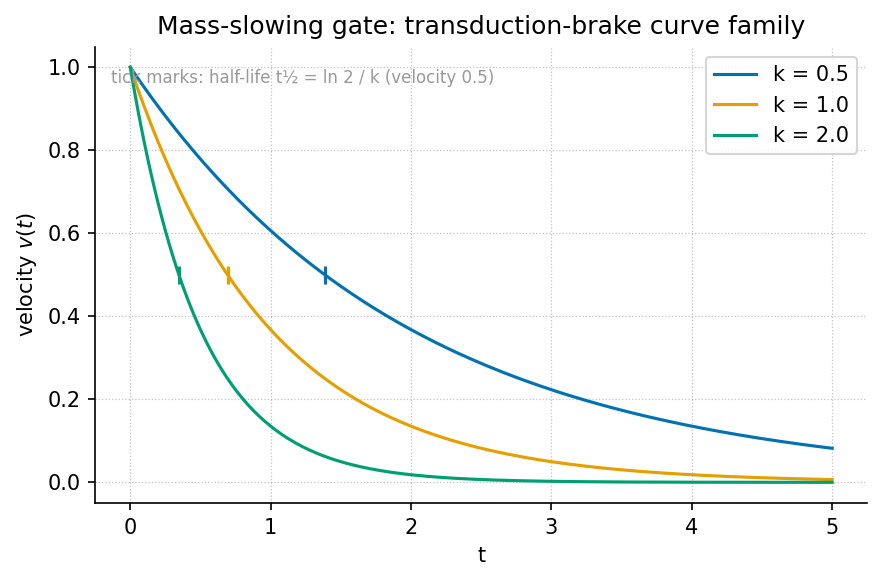 Mass-slowing gate: transduction-brake curve family
tick marks: half-life t½ = ln 2 / k (velocity 0.5)
k = 0.5
k = 1.0
k = 2.0
velocity v(t)
1.0
0.8
0.6
0.4
0.2
0.0
0 1 2 3 4 5
t